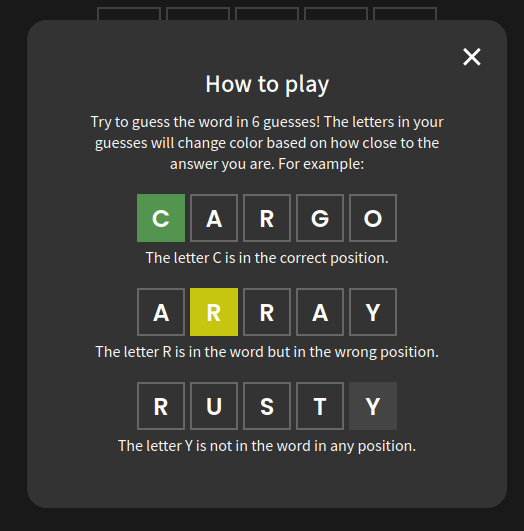 How to play
Try to guess the word in 6 guesses! The letters in your
guesses will change color based on how close to the
answer you are. For example:
C A R G O
The letter C is in the correct position.
A R R A Y
The letter R is in the word but in the wrong position.
R U S T Y
The letter Y is not in the word in any position.